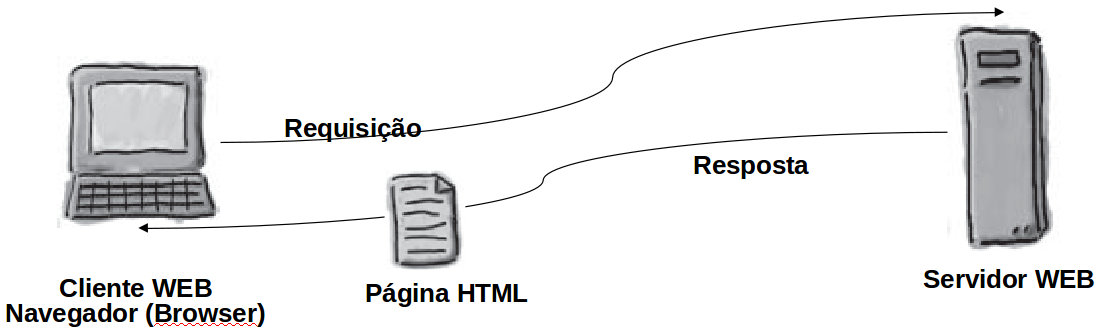 Requisição
Resposta
Cliente WEB
Navegador (Browser)
Página HTML
Servidor WEB